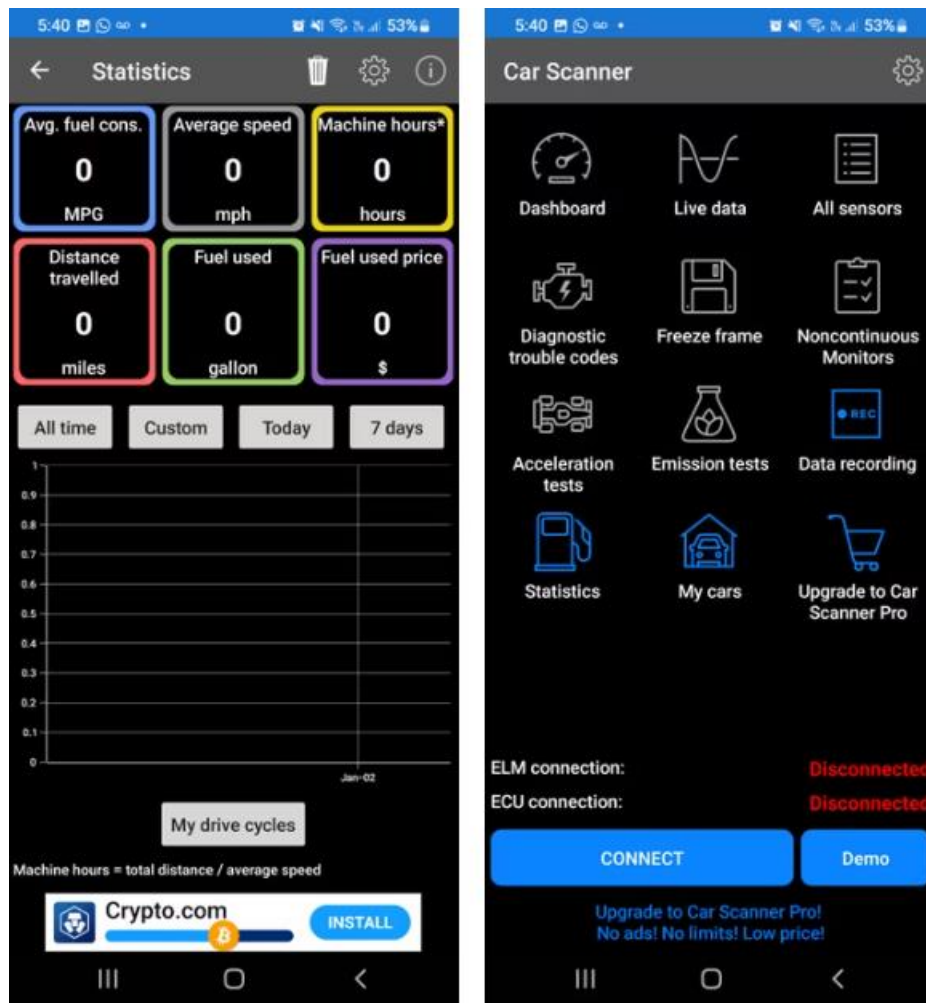 5:40
53%
Statistics
Avg. fuel cons.
0
MPG
Average speed
0
mph
Machine hours*
0
hours
Distance
travelled
0
miles
Fuel used
0
gallon
Fuel used price
0
$
All time
Custom
Today
7 days
1
0.9
0.8
0.7
0.6
0.5
0.4
0.3
0.2
0.1
0
Jan-02
My drive cycles
Machine hours = total distance / average speed
Crypto.com
INSTALL
5:40
53%
Car Scanner
Dashboard
Live data
All sensors
Diagnostic
trouble codes
Freeze frame
Noncontinuous
Monitors
Acceleration
tests
Emission tests
REC
Data recording
Statistics
My cars
Upgrade to Car
Scanner Pro
ELM connection:
Disconnected
ECU connection:
Disconnected
CONNECT
Demo
Upgrade to Car Scanner Pro!
No ads! No limits! Low price!